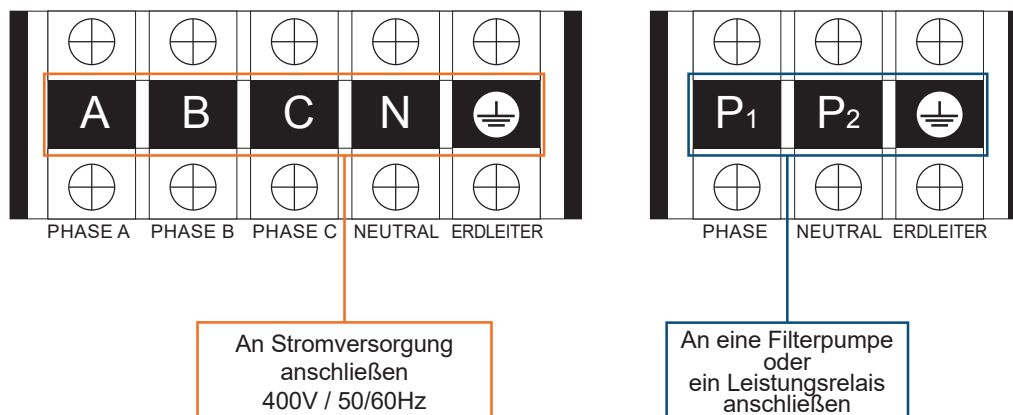 A B C N
PHASE A PHASE B PHASE C NEUTRAL ERDLEITER
An Stromversorgung
anschließen
400V / 50/60Hz
P1 P2
PHASE NEUTRAL ERDLEITER
An eine Filterpumpe
oder
ein Leistungsrelais
anschließen